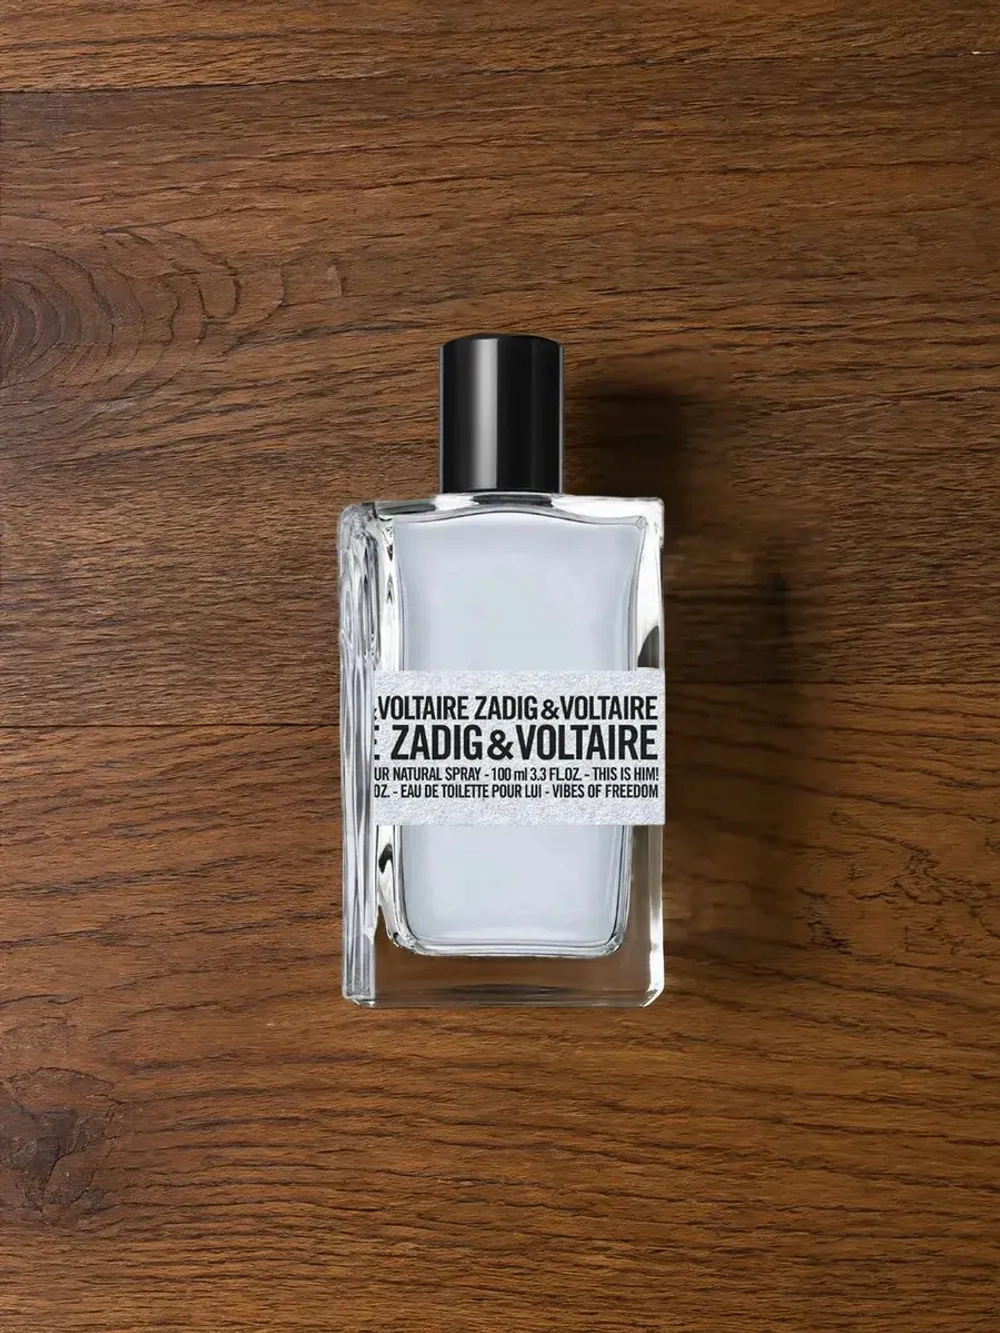 &VOLTAIRE ZADIG&VOLTAIRE
E ZADIG&VOLTAIRE
UR NATURAL SPRAY - 100 ml 3.3 FL.OZ. - THIS IS HIM!
OZ. - EAU DE TOILETTE POUR LUI - VIBES OF FREEDOM